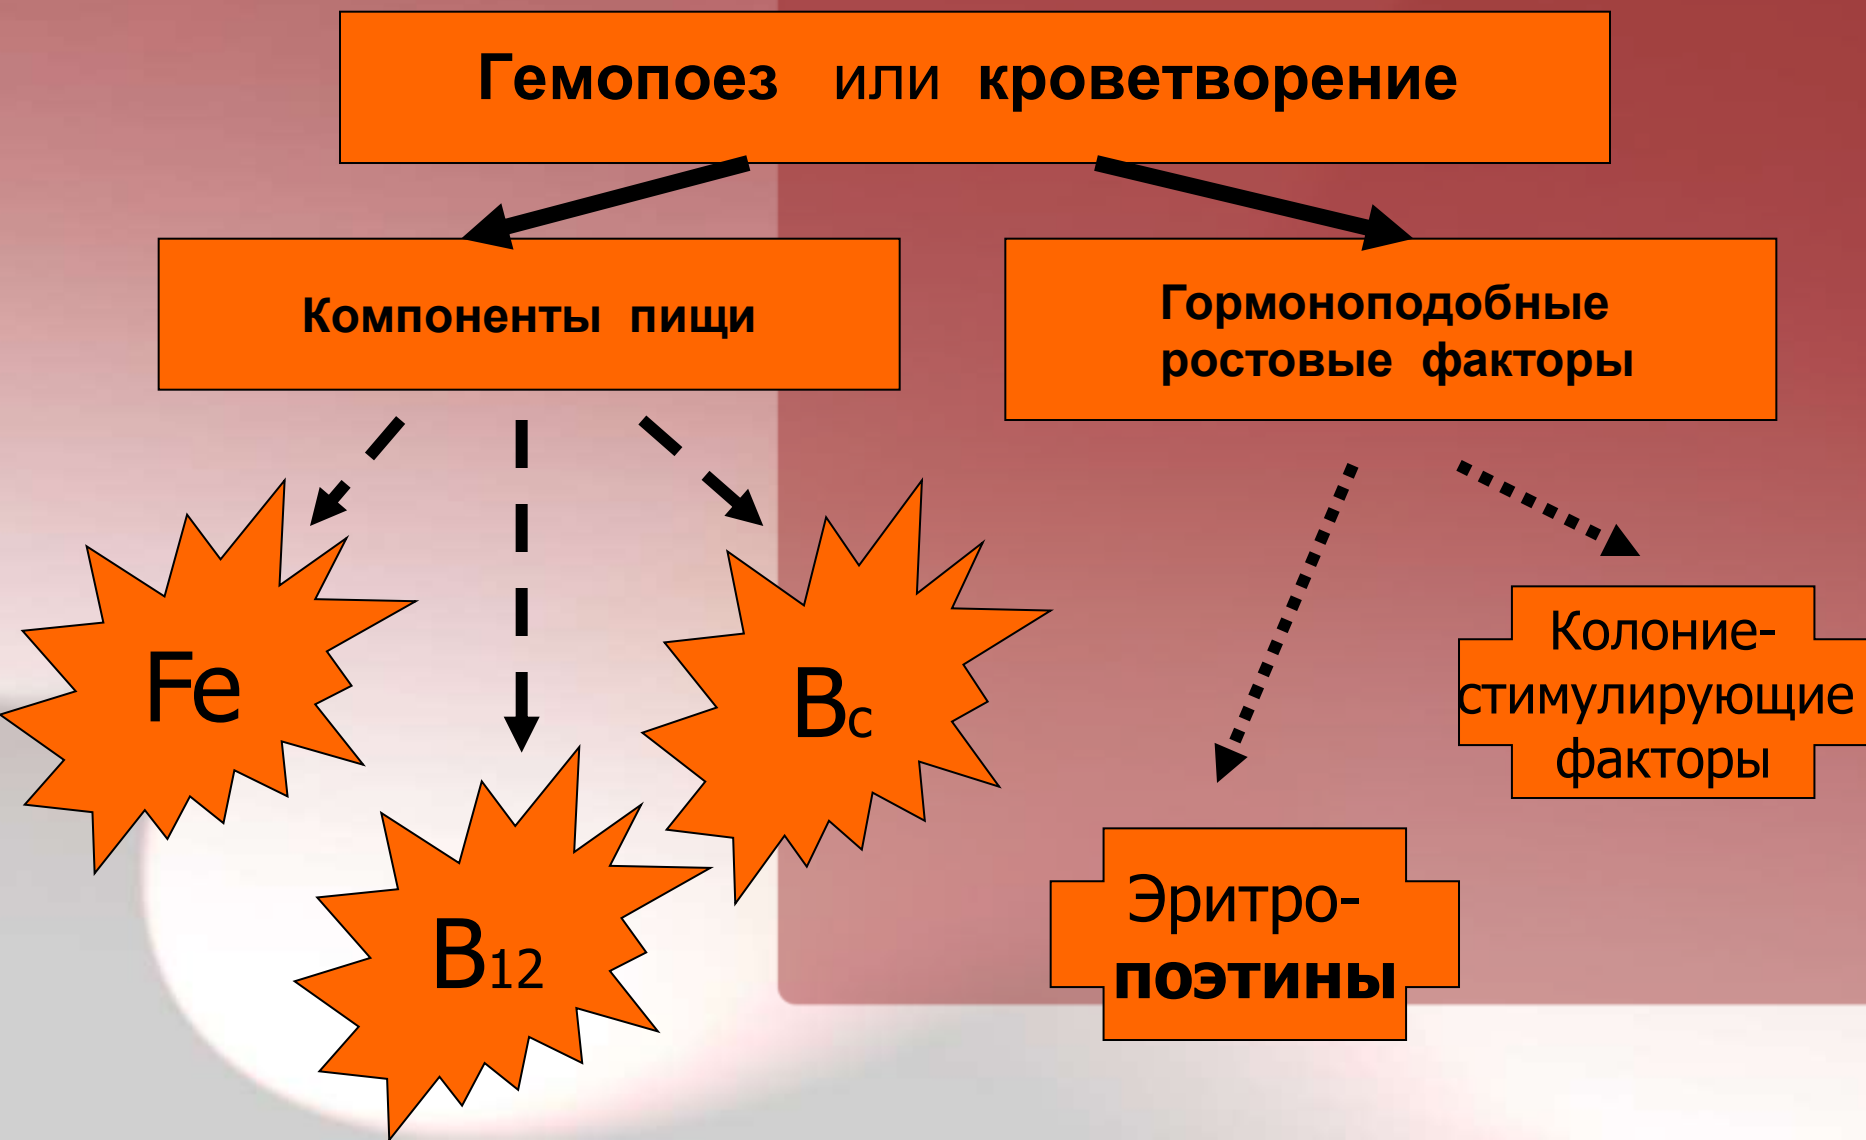 Гемопоез или кроветворение
Компоненты пищи
Гормоноподобные
ростовые факторы
Fe
B12
Bc
Эритро-
поэтины
Колоние-
стимулирующие
факторы